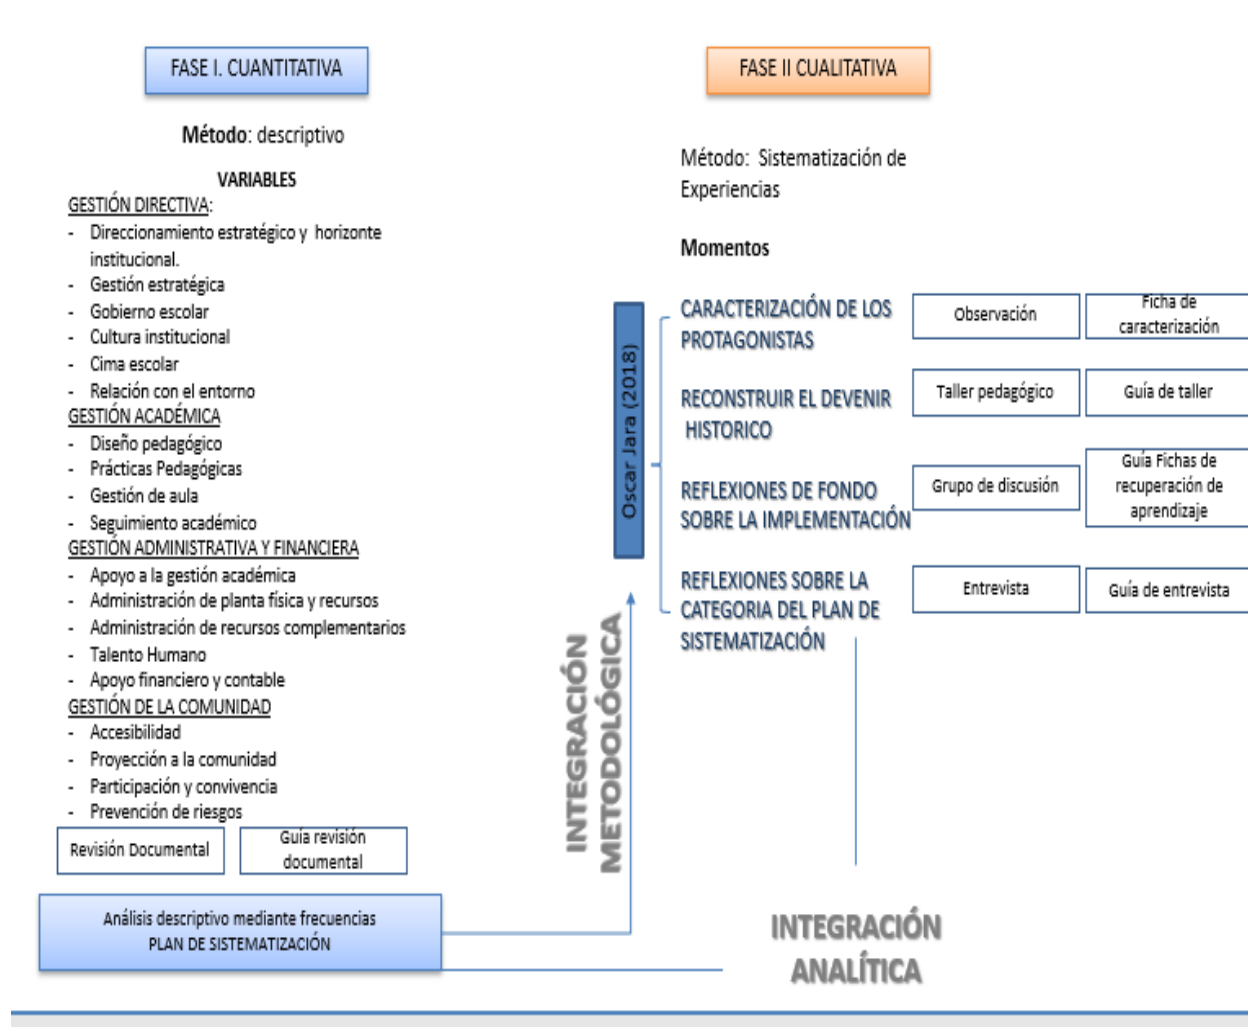 FASE I. CUANTITATIVA
Método: descriptivo
VARIABLES
GESTIÓN DIRECTIVA:
- Direccionamiento estratégico y horizonte
institucional.
- Gestión estratégica
- Gobierno escolar
- Cultura institucional
- Cima escolar
- Relación con el entorno
GESTIÓN ACADÉMICA
- Diseño pedagógico
- Prácticas Pedagógicas
- Gestión de aula
- Seguimiento académico
GESTIÓN ADMINISTRATIVA Y FINANCIERA
- Apoyo a la gestión académica
- Administración de planta física y recursos
- Administración de recursos complementarios
- Talento Humano
- Apoyo financiero y contable
GESTIÓN DE LA COMUNIDAD
- Accesibilidad
- Proyección a la comunidad
- Participación y convivencia
- Prevención de riesgos
Revisión Documental
Guía revisión
documental
Análisis descriptivo mediante frecuencias
PLAN DE SISTEMATIZACIÓN
INTEGRACIÓN
METODOLÓGICA
Oscar Jara (2018)
FASE II CUALITATIVA
Método: Sistematización de
Experiencias
Momentos
CARACTERIZACIÓN DE LOS
PROTAGONISTAS
Observación
Ficha de
caracterización
RECONSTRUIR EL DEVENIR
HISTORICO
Taller pedagógico
Guía de taller
REFLEXIONES DE FONDO
SOBRE LA IMPLEMENTACIÓN
Grupo de discusión
Guía Fichas de
recuperación de
aprendizaje
REFLEXIONES SOBRE LA
CATEGORIA DEL PLAN DE
SISTEMATIZACIÓN
Entrevista
Guía de entrevista
INTEGRACIÓN
ANALÍTICA